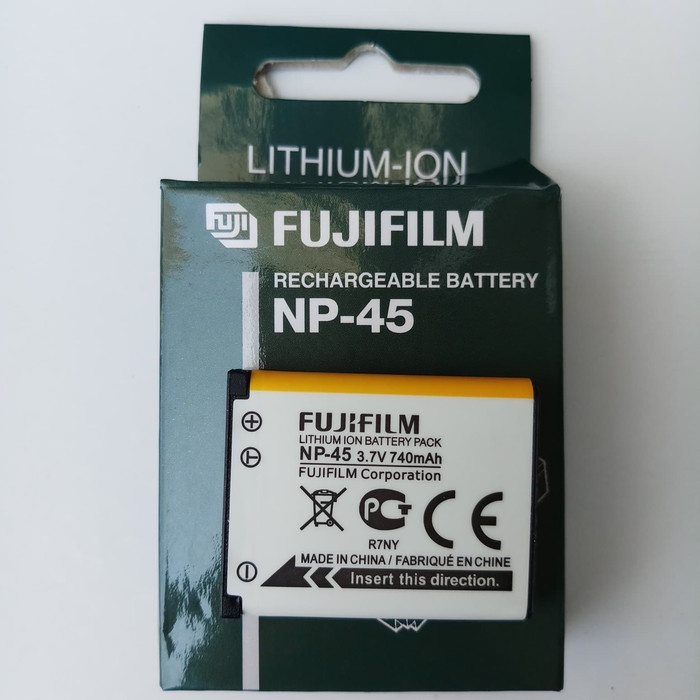 LITHIUM-ION
FUJI FUJIFILM
RECHARGEABLE BATTERY
NP-45
FUJIFILM
LITHIUM ION BATTERY PACK
NP-45 3.7V 740mAh
FUJIFILM Corporation
PCT CE
R7NY
MADE IN CHINA / FABRIQUÉ EN CHINE
Insert this direction.